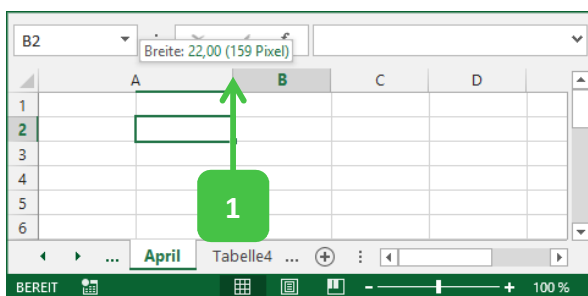 B2
Breite: 22,00 (159 Pixel)
A B C D
1
2
3
4
5
6
1
... April Tabelle4 ...
BEREIT 100 %